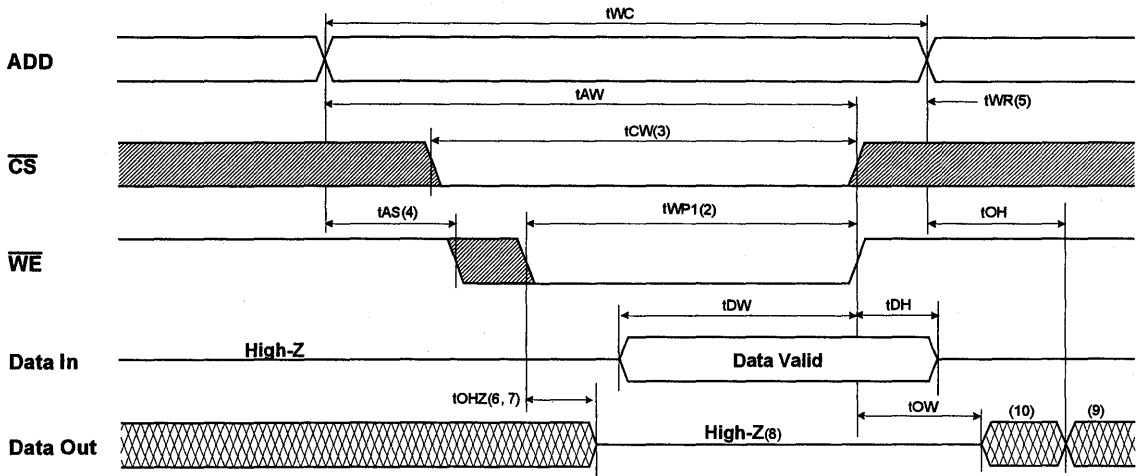 tWC
ADD
tAW
tWR(5)
tCW(3)
CS
tAS(4)
tWP1(2)
tOH
WE
tDW
tDH
High-Z
Data In
Data Valid
tOHZ(6, 7)
tOW
(10)
(9)
High-Z(8)
Data Out